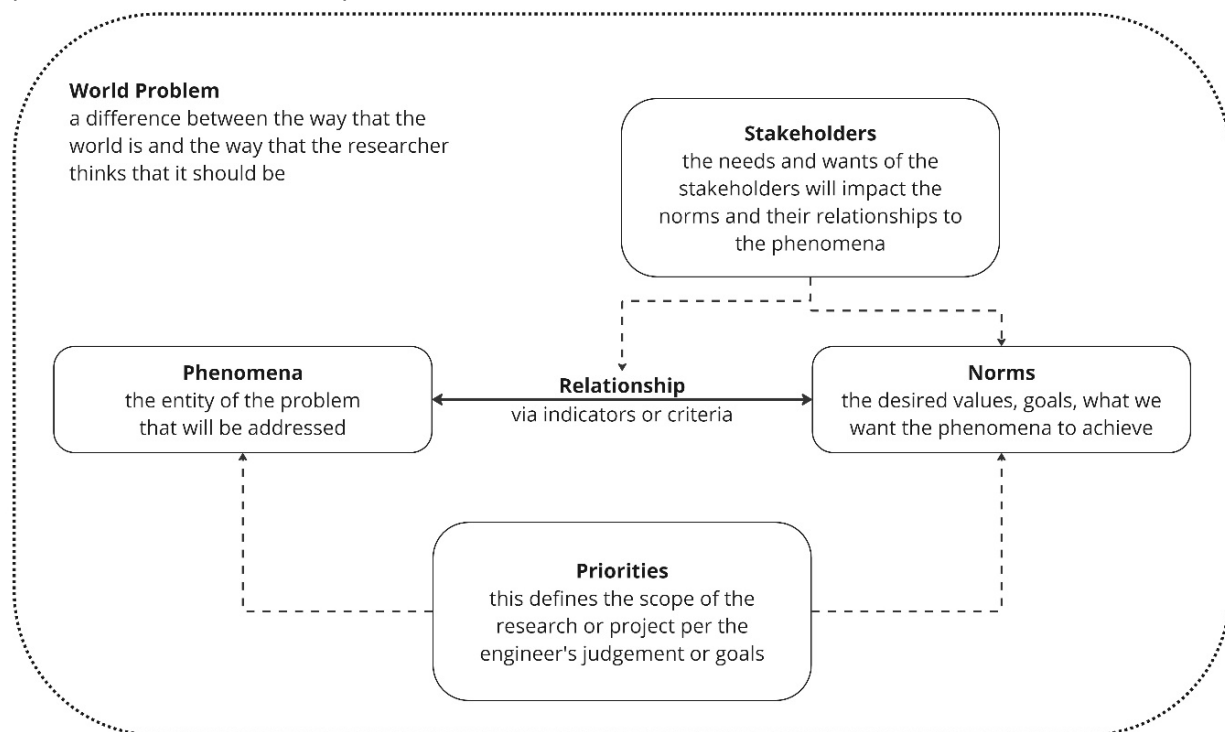 World Problem
a difference between the way that the
world is and the way that the researcher
thinks that it should be
Stakeholders
the needs and wants of the
stakeholders will impact the
norms and their relationships to
the phenomena
Phenomena
the entity of the problem
that will be addressed
Relationship
via indicators or criteria
Norms
the desired values, goals, what we
want the phenomena to achieve
Priorities
this defines the scope of the
research or project per the
engineer's judgement or goals